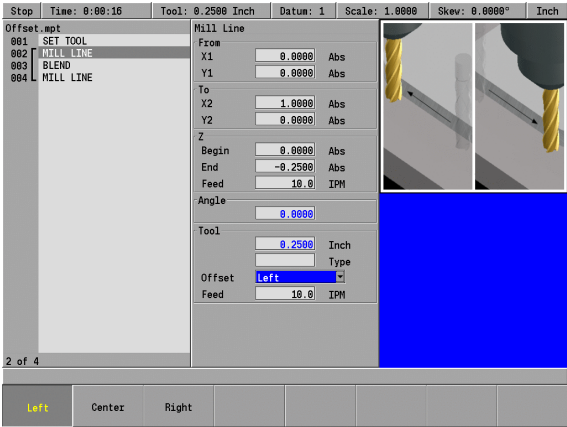 Stop Time: 0:00:16 Tool: 0.2500 Inch Datum: 1 Scale: 1.0000 Skew: 0.0000° Inch
Offset.mpt
001 SET TOOL
002 MILL LINE
003 BLEND
004 MILL LINE
2 of 4
Mill Line
From
X1 0.0000 Abs
Y1 0.0000 Abs
To
X2 1.0000 Abs
Y2 0.0000 Abs
Z
Begin 0.0000 Abs
End -0.2500 Abs
Feed 10.0 IPM
Angle
0.0000
Tool
0.2500 Inch
Type
Offset Left
Feed 10.0 IPM
Left Center Right